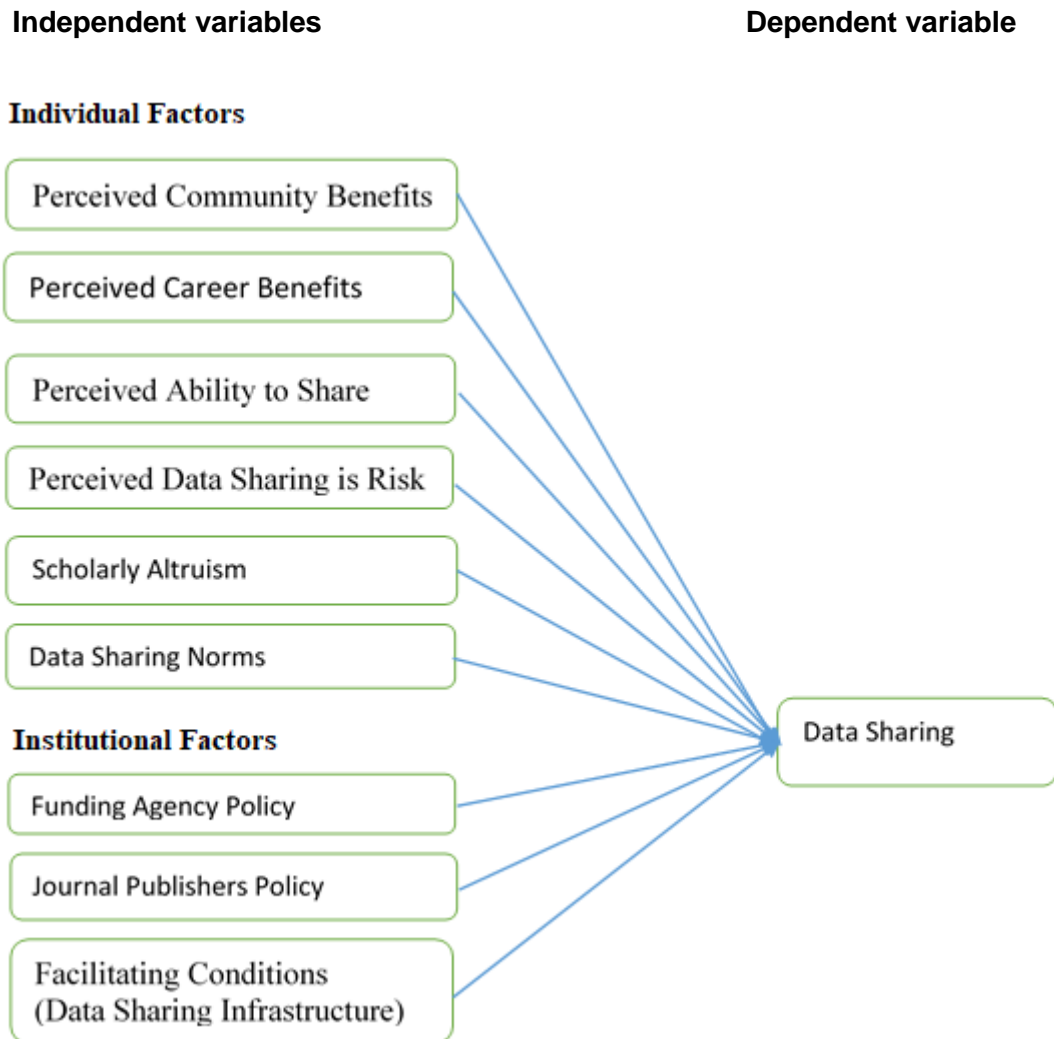 Independent variables
Dependent variable
Individual Factors
Perceived Community Benefits
Perceived Career Benefits
Perceived Ability to Share
Perceived Data Sharing is Risk
Scholarly Altruism
Data Sharing Norms
Institutional Factors
Data Sharing
Funding Agency Policy
Journal Publishers Policy
Facilitating Conditions
(Data Sharing Infrastructure)